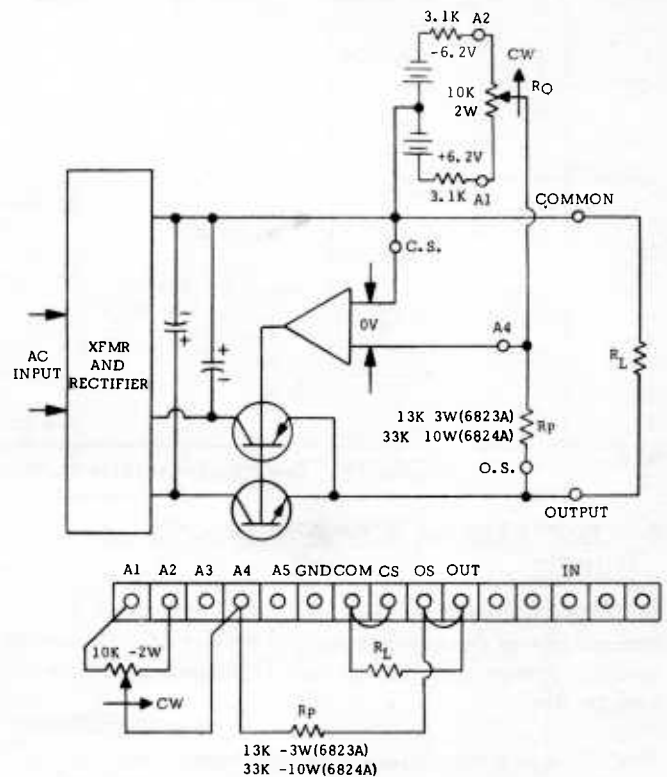 3.1K A2
-6.2V
CW
10K
2W
RQ
+6.2V
3.1K A1
COMMON
C.S.
0V
A4
AC
INPUT
XFMR
AND
RECTIFIER
RL
13K 3W(6823A)
33K 10W(6824A)
Rp
O.S.
OUTPUT
A1 A2 A3 A4 A5 GND COM CS OS OUT IN
10K -2W
RL
CW
Rp
13K -3W(6823A)
33K -10W(6824A)